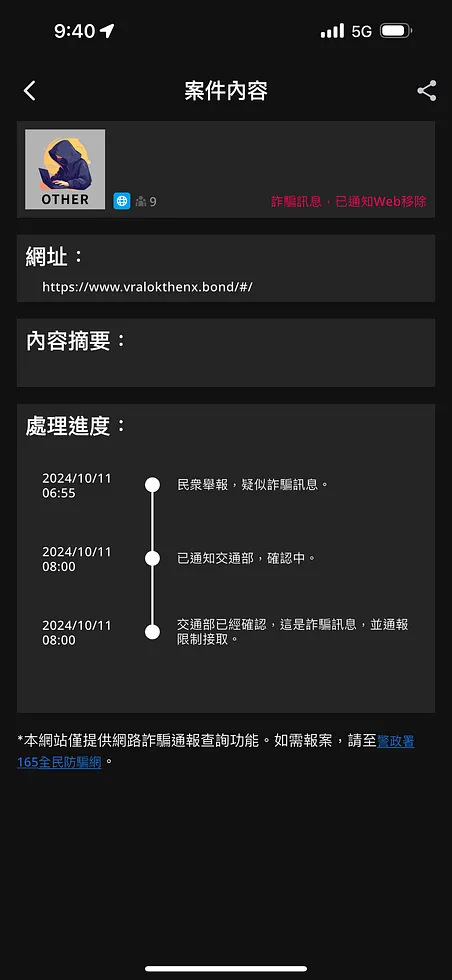 9:40
5G
案件內容
OTHER
9
詐騙訊息，已通知Web移除
網址：
https://www.vralokthenx.bond/#/
內容摘要：
處理進度：
2024/10/11
06:55
民眾舉報，疑似詐騙訊息。
2024/10/11
08:00
已通知交通部，確認中。
2024/10/11
08:00
交通部已經確認，這是詐騙訊息，並通報
限制接取。
*本網站僅提供網路詐騙通報查詢功能。如需報案，請至警政署
165全民防騙網。